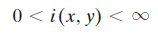 0 < i(x, y) < ∞